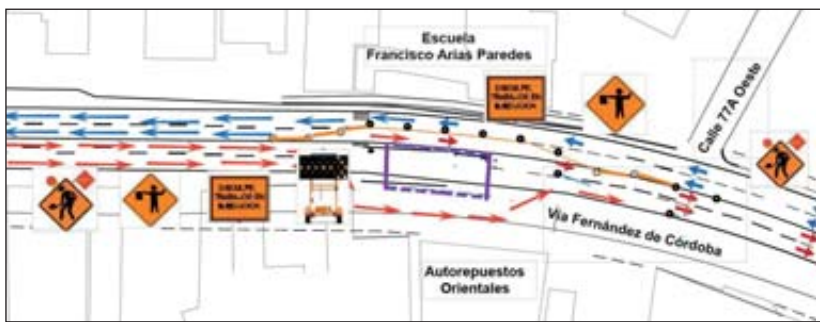 Escuela
Francisco Arias Paredes
Calle 77A Oeste
Vía Fernández de Córdoba
Autorepuestos
Orientales